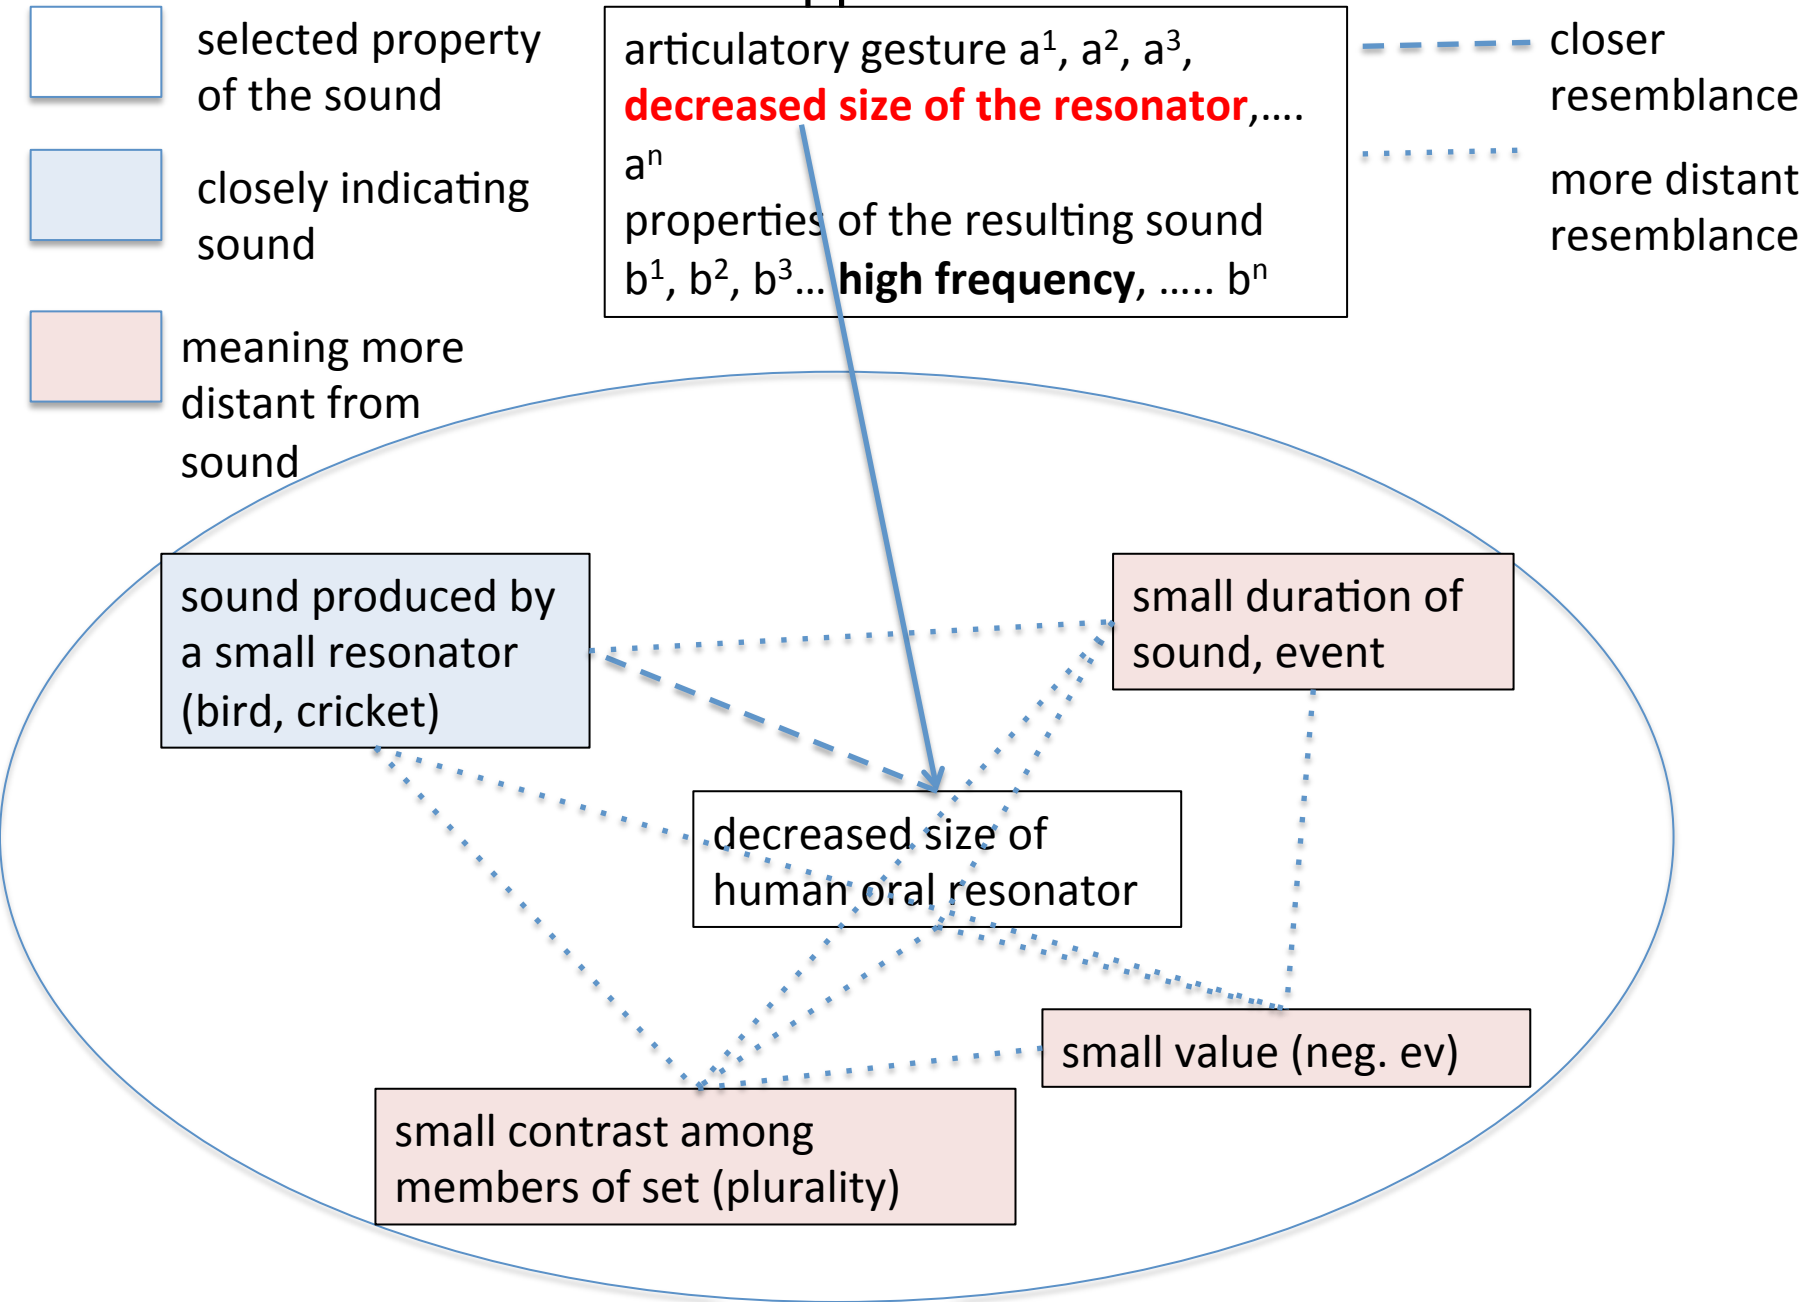 selected property
of the sound
closely indicating
sound
meaning more
distant from
sound
articulatory gesture a¹, a², a³,
decreased size of the resonator,....
aⁿ
properties of the resulting sound
b¹, b², b³... high frequency, ..... bⁿ
closer
resemblance
more distant
resemblance
sound produced by
a small resonator
(bird, cricket)
small duration of
sound, event
decreased size of
human oral resonator
small value (neg. ev)
small contrast among
members of set (plurality)